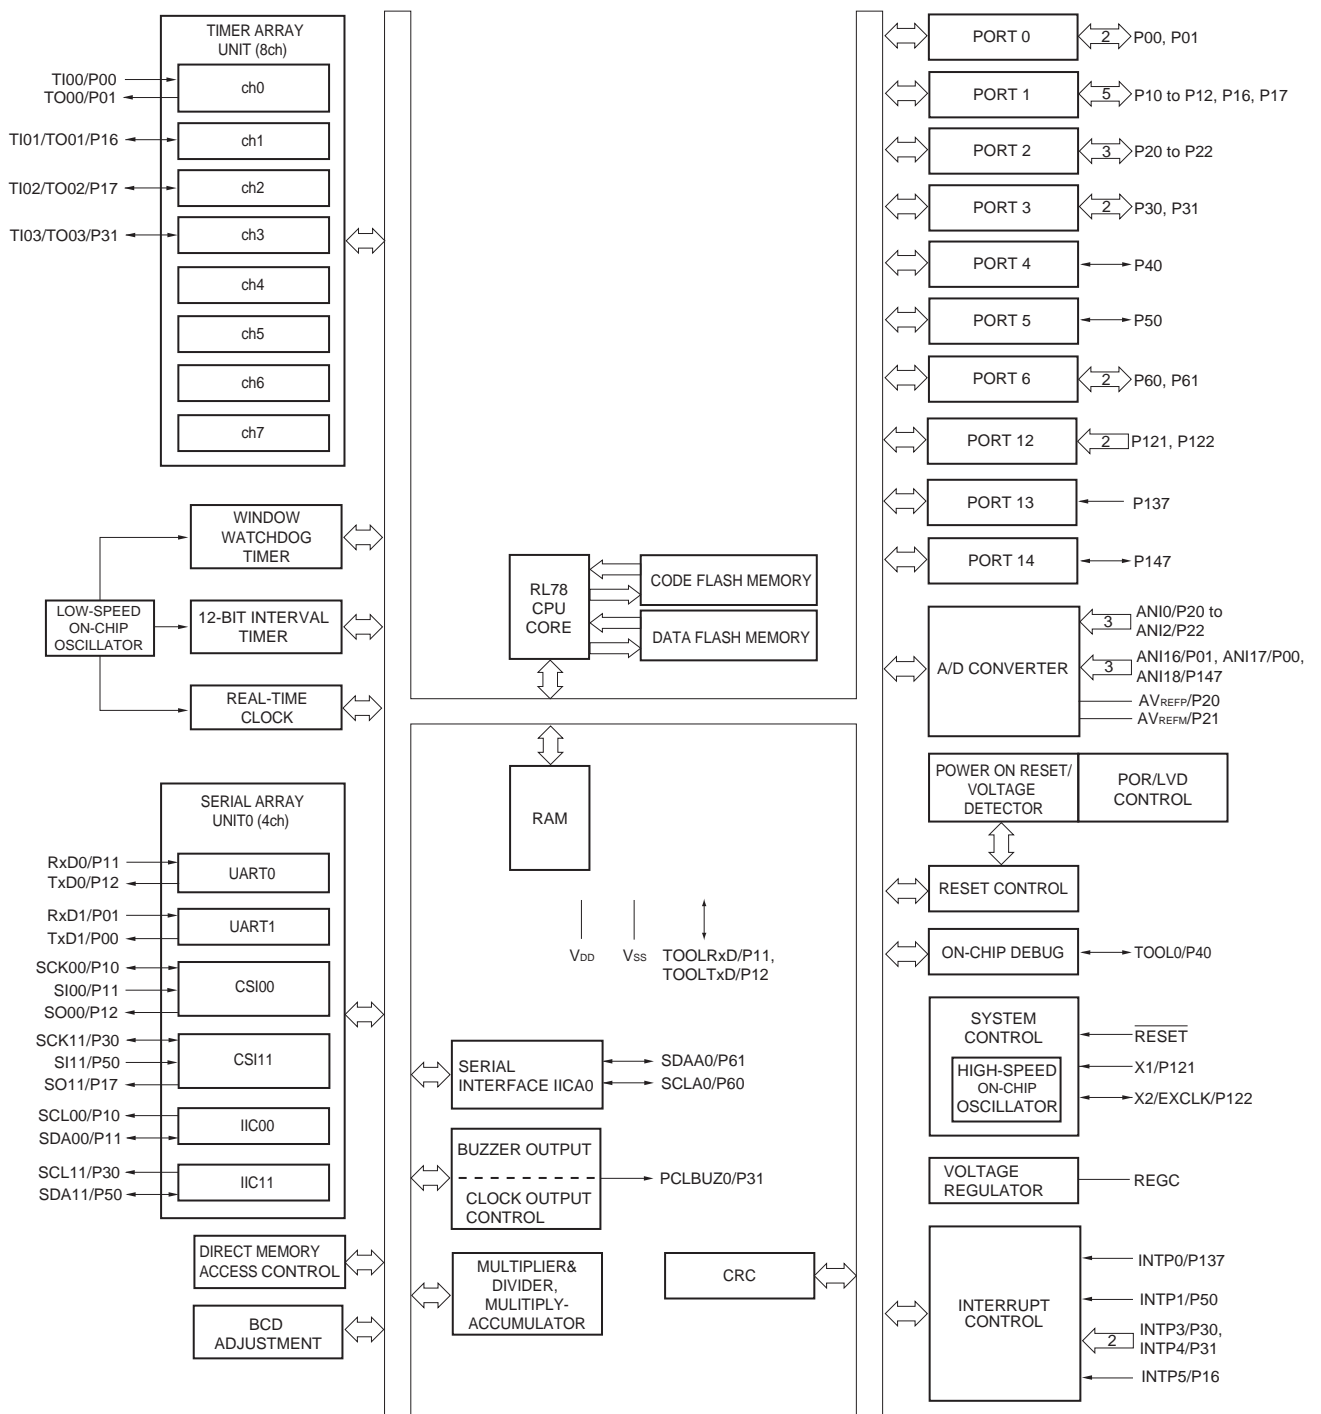 TIMER ARRAY
UNIT (8ch)
TI00/P00
TO00/P01
ch0
TI01/TO01/P16
ch1
TI02/TO02/P17
ch2
TI03/TO03/P31
ch3
ch4
ch5
ch6
ch7
WINDOW
WATCHDOG
TIMER
LOW-SPEED
ON-CHIP
OSCILLATOR
12-BIT INTERVAL
TIMER
REAL-TIME
CLOCK
SERIAL ARRAY
UNIT0 (4ch)
RxD0/P11
TxD0/P12
UART0
RxD1/P01
TxD1/P00
UART1
SCK00/P10
SI00/P11
SO00/P12
CSI00
SCK11/P30
SI11/P50
SO11/P17
CSI11
SCL00/P10
SDA00/P11
IIC00
SCL11/P30
SDA11/P50
IIC11
DIRECT MEMORY
ACCESS CONTROL
BCD
ADJUSTMENT
RL78
CPU
CORE
CODE FLASH MEMORY
DATA FLASH MEMORY
RAM
VDD
VSS
TOOLRxD/P11,
TOOLTxD/P12
SERIAL
INTERFACE IICA0
SDAA0/P61
SCLA0/P60
BUZZER OUTPUT
CLOCK OUTPUT
CONTROL
PCLBUZ0/P31
MULTIPLIER&
DIVIDER,
MULITIPLY-
ACCUMULATOR
CRC
PORT 0
2
P00, P01
PORT 1
5
P10 to P12, P16, P17
PORT 2
3
P20 to P22
PORT 3
2
P30, P31
PORT 4
P40
PORT 5
P50
PORT 6
2
P60, P61
PORT 12
2
P121, P122
PORT 13
P137
PORT 14
P147
A/D CONVERTER
3
ANI0/P20 to
ANI2/P22
3
ANI16/P01, ANI17/P00,
ANI18/P147
AVREFP/P20
AVREFM/P21
POWER ON RESET/
VOLTAGE
DETECTOR
POR/LVD
CONTROL
RESET CONTROL
ON-CHIP DEBUG
TOOL0/P40
SYSTEM
CONTROL
HIGH-SPEED
ON-CHIP
OSCILLATOR
RESET
X1/P121
X2/EXCLK/P122
VOLTAGE
REGULATOR
REGC
INTERRUPT
CONTROL
INTP0/P137
INTP1/P50
2
INTP3/P30,
INTP4/P31
INTP5/P16